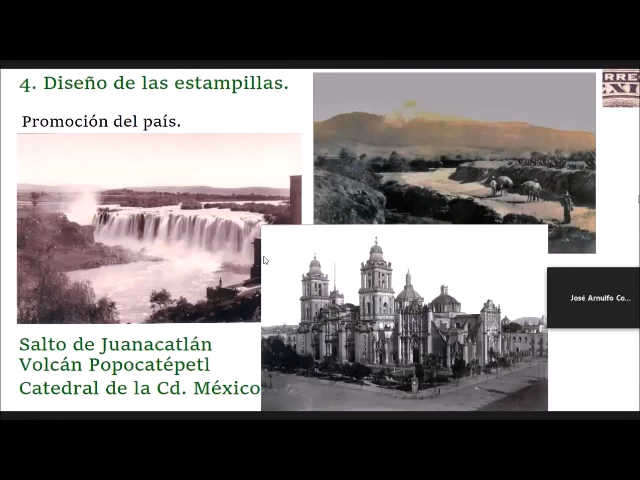 4. Diseño de las estampillas.
Promoción del país.
Salto de Juanacatlán
Volcán Popocatépetl
Catedral de la Cd. México
José Arnulfo Co...